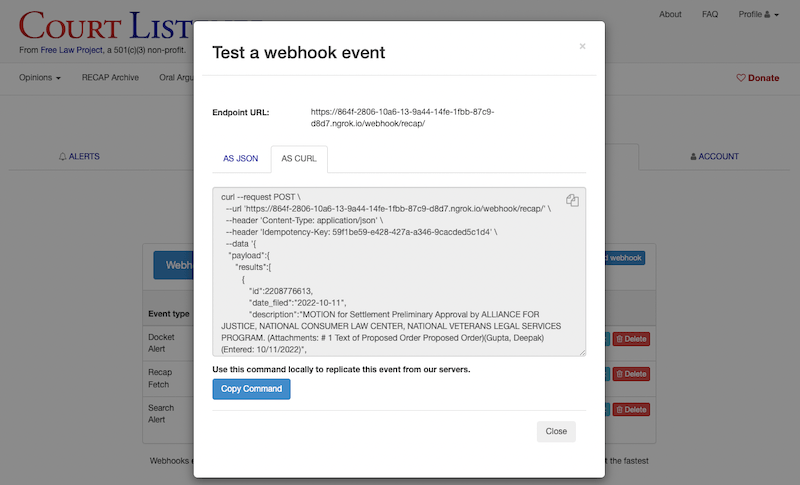 COURT LISTENER
From Free Law Project, a 501(c)(3) non-profit.
About FAQ Profile
Opinions RECAP Archive Oral Argu
Donate
ALERTS
ACCOUNT
Test a webhook event
×
Endpoint URL: https://864f-2806-10a6-13-9a44-14fe-1fbb-87c9-
d8d7.ngrok.io/webhook/recap/
AS JSON AS CURL
curl --request POST \
--url 'https://864f-2806-10a6-13-9a44-14fe-1fbb-87c9-d8d7.ngrok.io/webhook/recap/' \
--header 'Content-Type: application/json' \
--header 'Idempotency-Key: 59f1be59-e428-427a-a346-9cacded5c1d4' \
--data '{
"payload":{
"results":[
{
"id":2208776613,
"date_filed":"2022-10-11",
"description":"MOTION for Settlement Preliminary Approval by ALLIANCE FOR
JUSTICE, NATIONAL CONSUMER LAW CENTER, NATIONAL VETERANS LEGAL SERVICES
PROGRAM. (Attachments: # 1 Text of Proposed Order Proposed Order)(Gupta, Deepak)
(Entered: 10/11/2022)",
Use this command locally to replicate this event from our servers.
Copy Command
Close
Webh
webhook
Event type
Docket
Alert
Delete
Recap
Fetch
Delete
Search
Alert
Delete
Webhooks
t the fastest